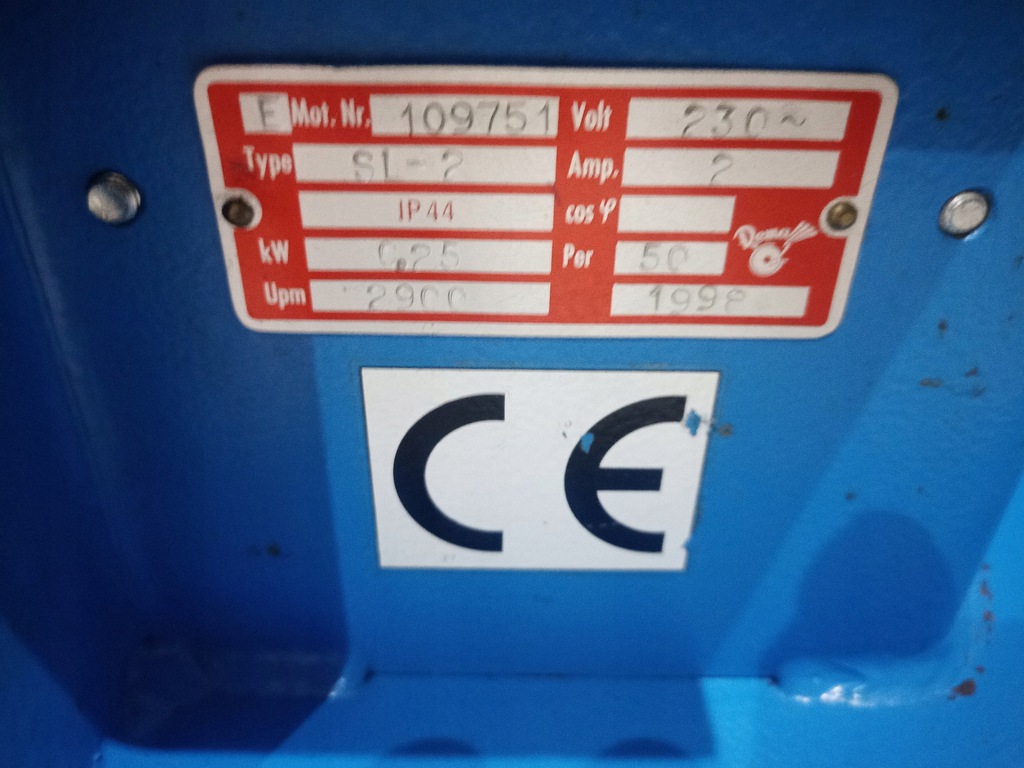 E Mot. Nr. 109751 Volt 230~
Type SL-2 Amp. 2
IP44 cos φ
kW 0,25 Per 50
Upm 2900 1998
CE